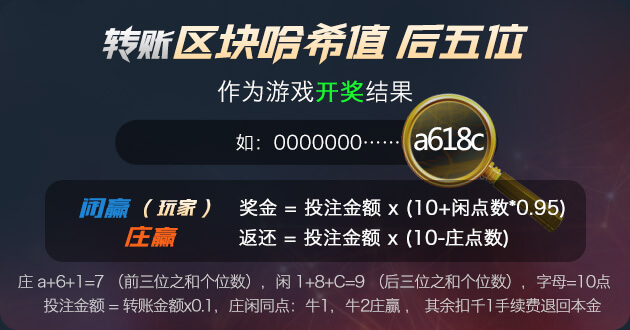 转账区块哈希值 后五位
作为游戏开奖结果
如：0000000……a618c
闲赢（玩家） 奖金 = 投注金额 x (10+闲点数*0.95)
庄赢 返还 = 投注金额 x (10-庄点数)
庄 a+6+1=7 （前三位之和个位数），闲 1+8+C=9 （后三位之和个位数），字母=10点
投注金额 = 转账金额x0.1，庄闲同点：牛1，牛2庄赢 ， 其余扣千1手续费退回本金